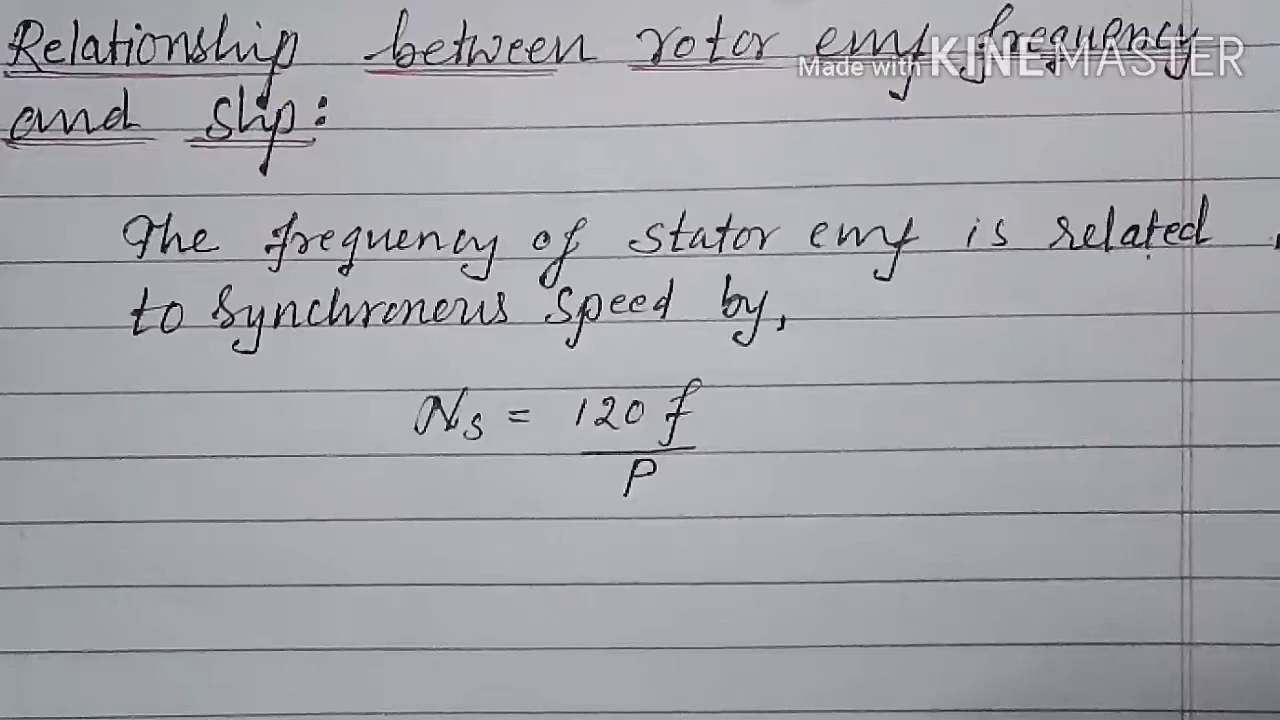 Relationship between rotor emf frequency
Made with KINEMASTER
and slip:
The frequency of stator emf is related
to synchronous speed by,
Ns = 120 f
P